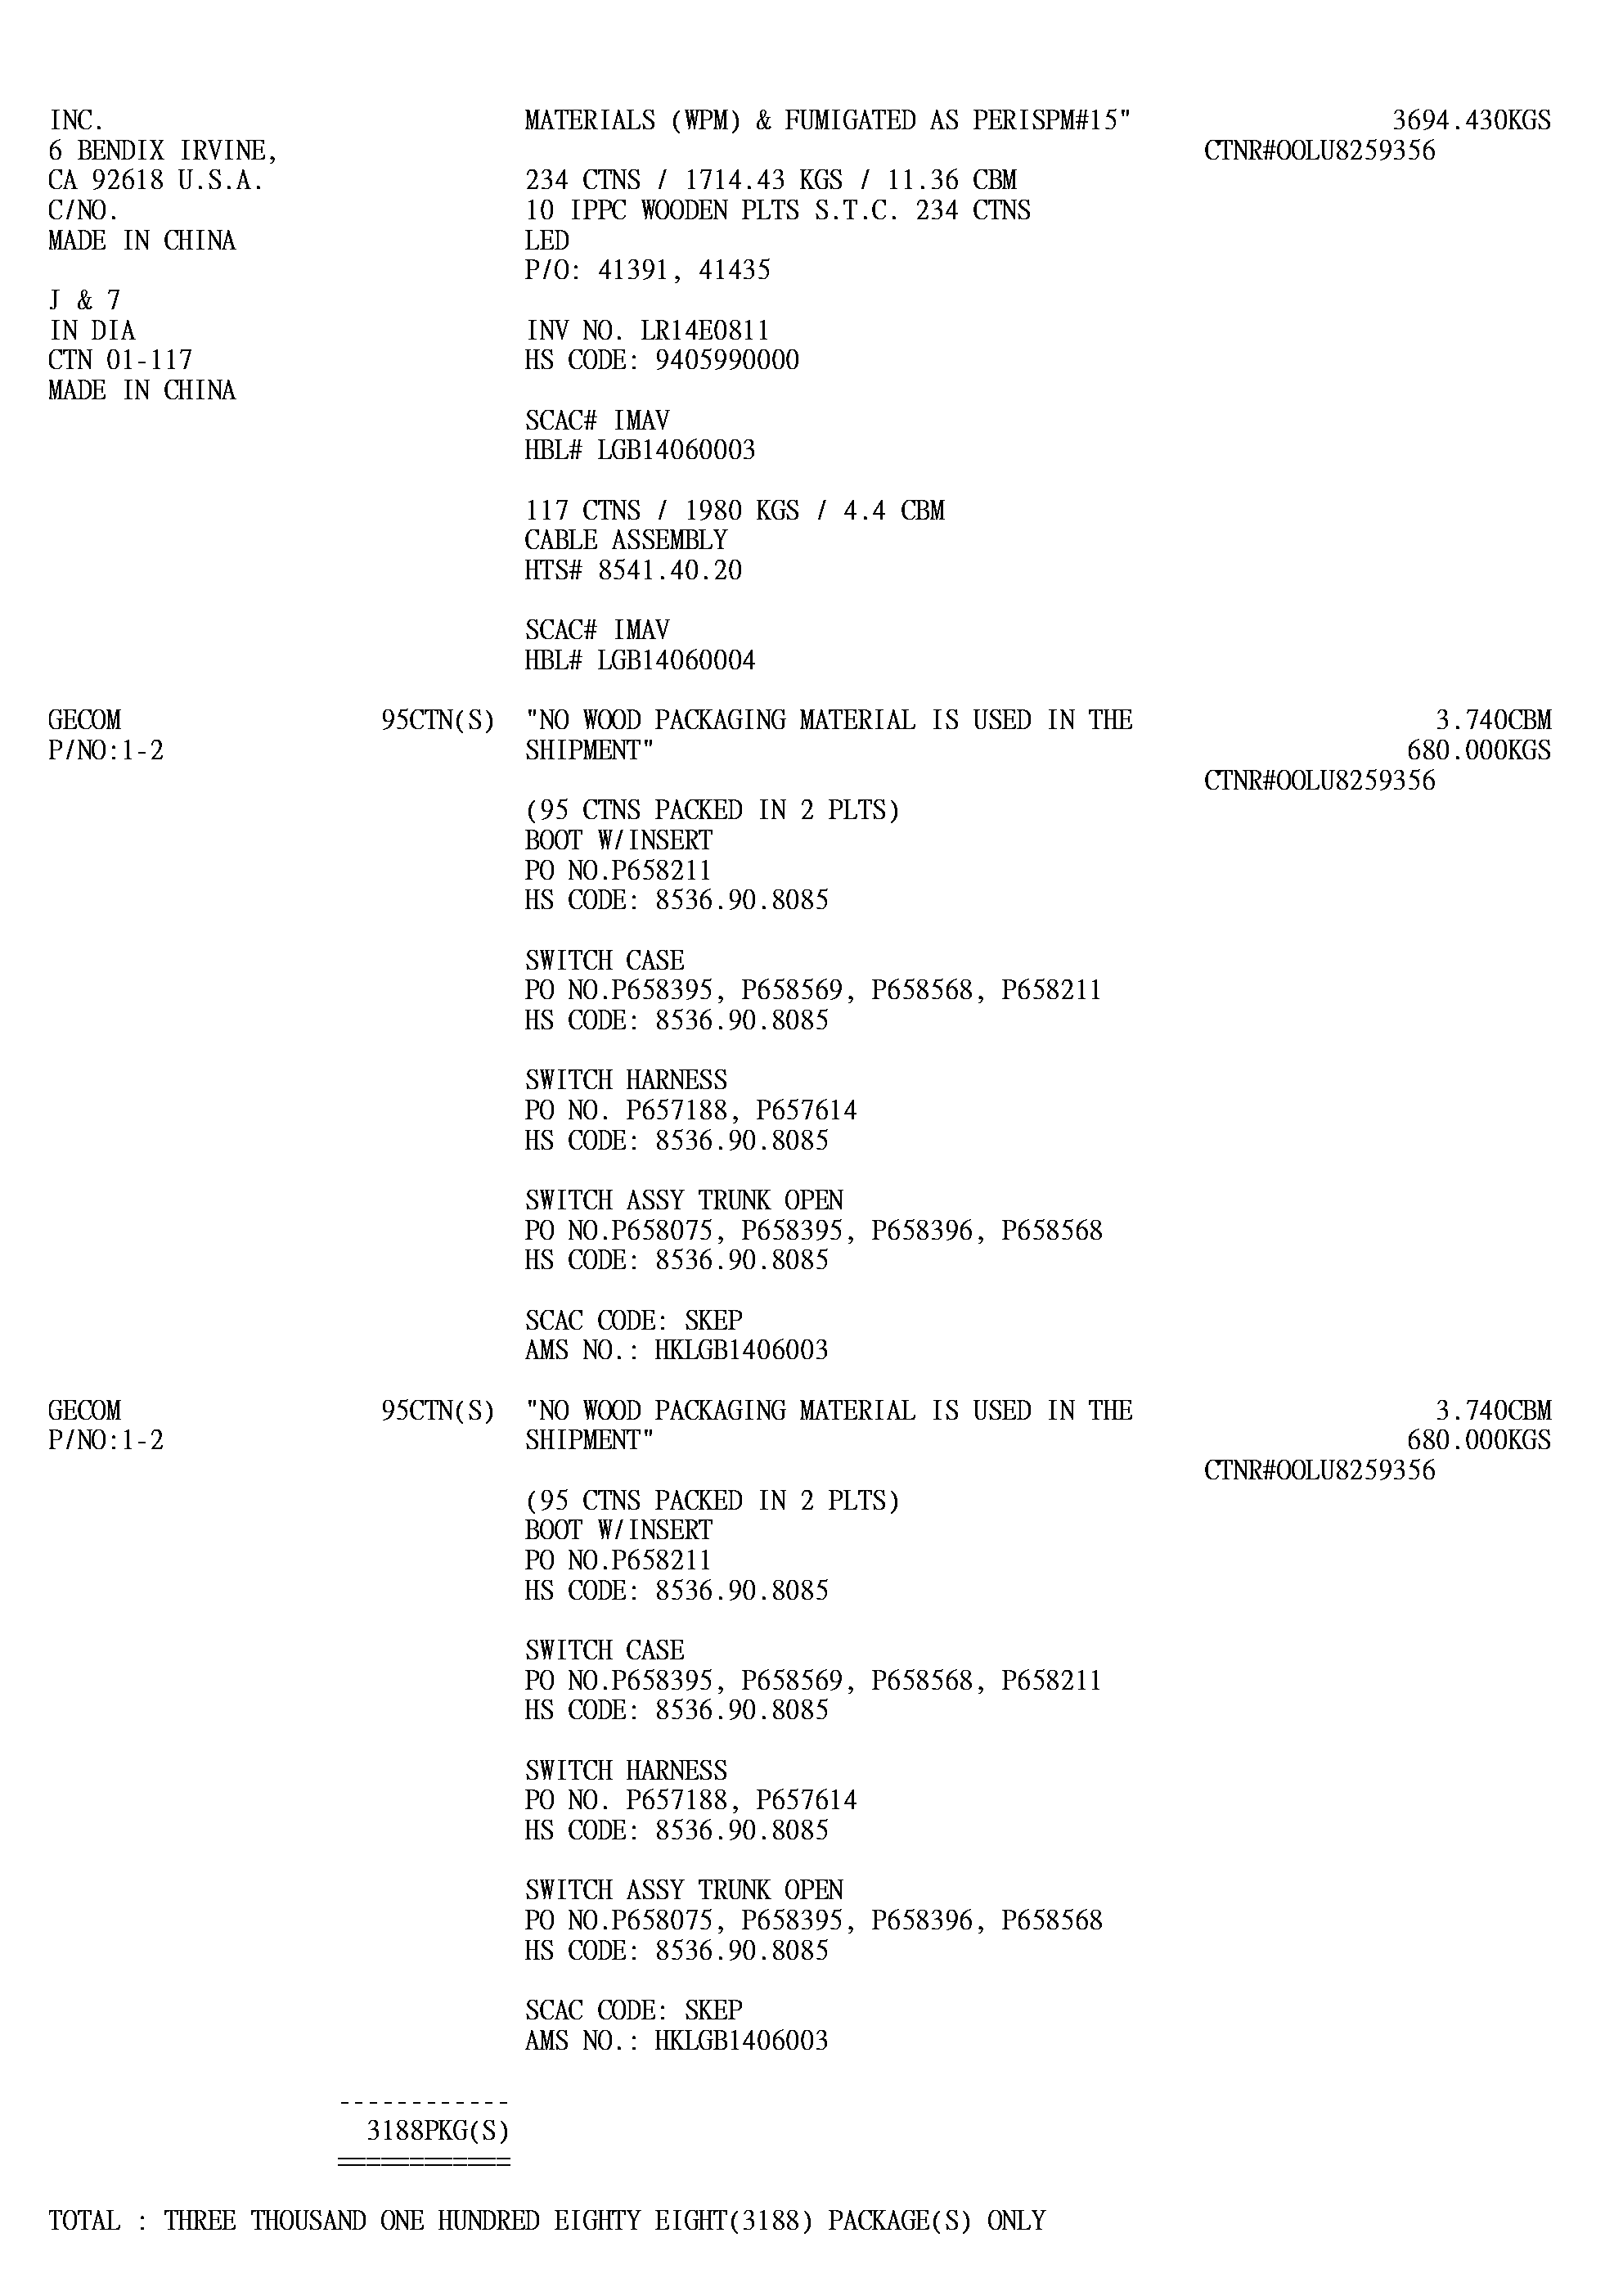 INC. MATERIALS (WPM) & FUMIGATED AS PERISPM#15" 3694.430KGS
6 BENDIX IRVINE, CTNR#OOLU8259356
CA 92618 U.S.A. 234 CTNS / 1714.43 KGS / 11.36 CBM
C/NO. 10 IPPC WOODEN PLTS S.T.C. 234 CTNS
MADE IN CHINA LED
P/O: 41391, 41435
J & 7
IN DIA INV NO. LR14E0811
CTN 01-117 HS CODE: 9405990000
MADE IN CHINA
SCAC# IMAV
HBL# LGB14060003
117 CTNS / 1980 KGS / 4.4 CBM
CABLE ASSEMBLY
HTS# 8541.40.20
SCAC# IMAV
HBL# LGB14060004
GECOM 95CTN(S) "NO WOOD PACKAGING MATERIAL IS USED IN THE 3.740CBM
P/NO:1-2 SHIPMENT" 680.000KGS
CTNR#OOLU8259356
(95 CTNS PACKED IN 2 PLTS)
BOOT W/INSERT
PO NO.P658211
HS CODE: 8536.90.8085
SWITCH CASE
PO NO.P658395, P658569, P658568, P658211
HS CODE: 8536.90.8085
SWITCH HARNESS
PO NO. P657188, P657614
HS CODE: 8536.90.8085
SWITCH ASSY TRUNK OPEN
PO NO.P658075, P658395, P658396, P658568
HS CODE: 8536.90.8085
SCAC CODE: SKEP
AMS NO.: HKLGB1406003
GECOM 95CTN(S) "NO WOOD PACKAGING MATERIAL IS USED IN THE 3.740CBM
P/NO:1-2 SHIPMENT" 680.000KGS
CTNR#OOLU8259356
(95 CTNS PACKED IN 2 PLTS)
BOOT W/INSERT
PO NO.P658211
HS CODE: 8536.90.8085
SWITCH CASE
PO NO.P658395, P658569, P658568, P658211
HS CODE: 8536.90.8085
SWITCH HARNESS
PO NO. P657188, P657614
HS CODE: 8536.90.8085
SWITCH ASSY TRUNK OPEN
PO NO.P658075, P658395, P658396, P658568
HS CODE: 8536.90.8085
SCAC CODE: SKEP
AMS NO.: HKLGB1406003
------------
3188PKG(S)
============
TOTAL : THREE THOUSAND ONE HUNDRED EIGHTY EIGHT(3188) PACKAGE(S) ONLY